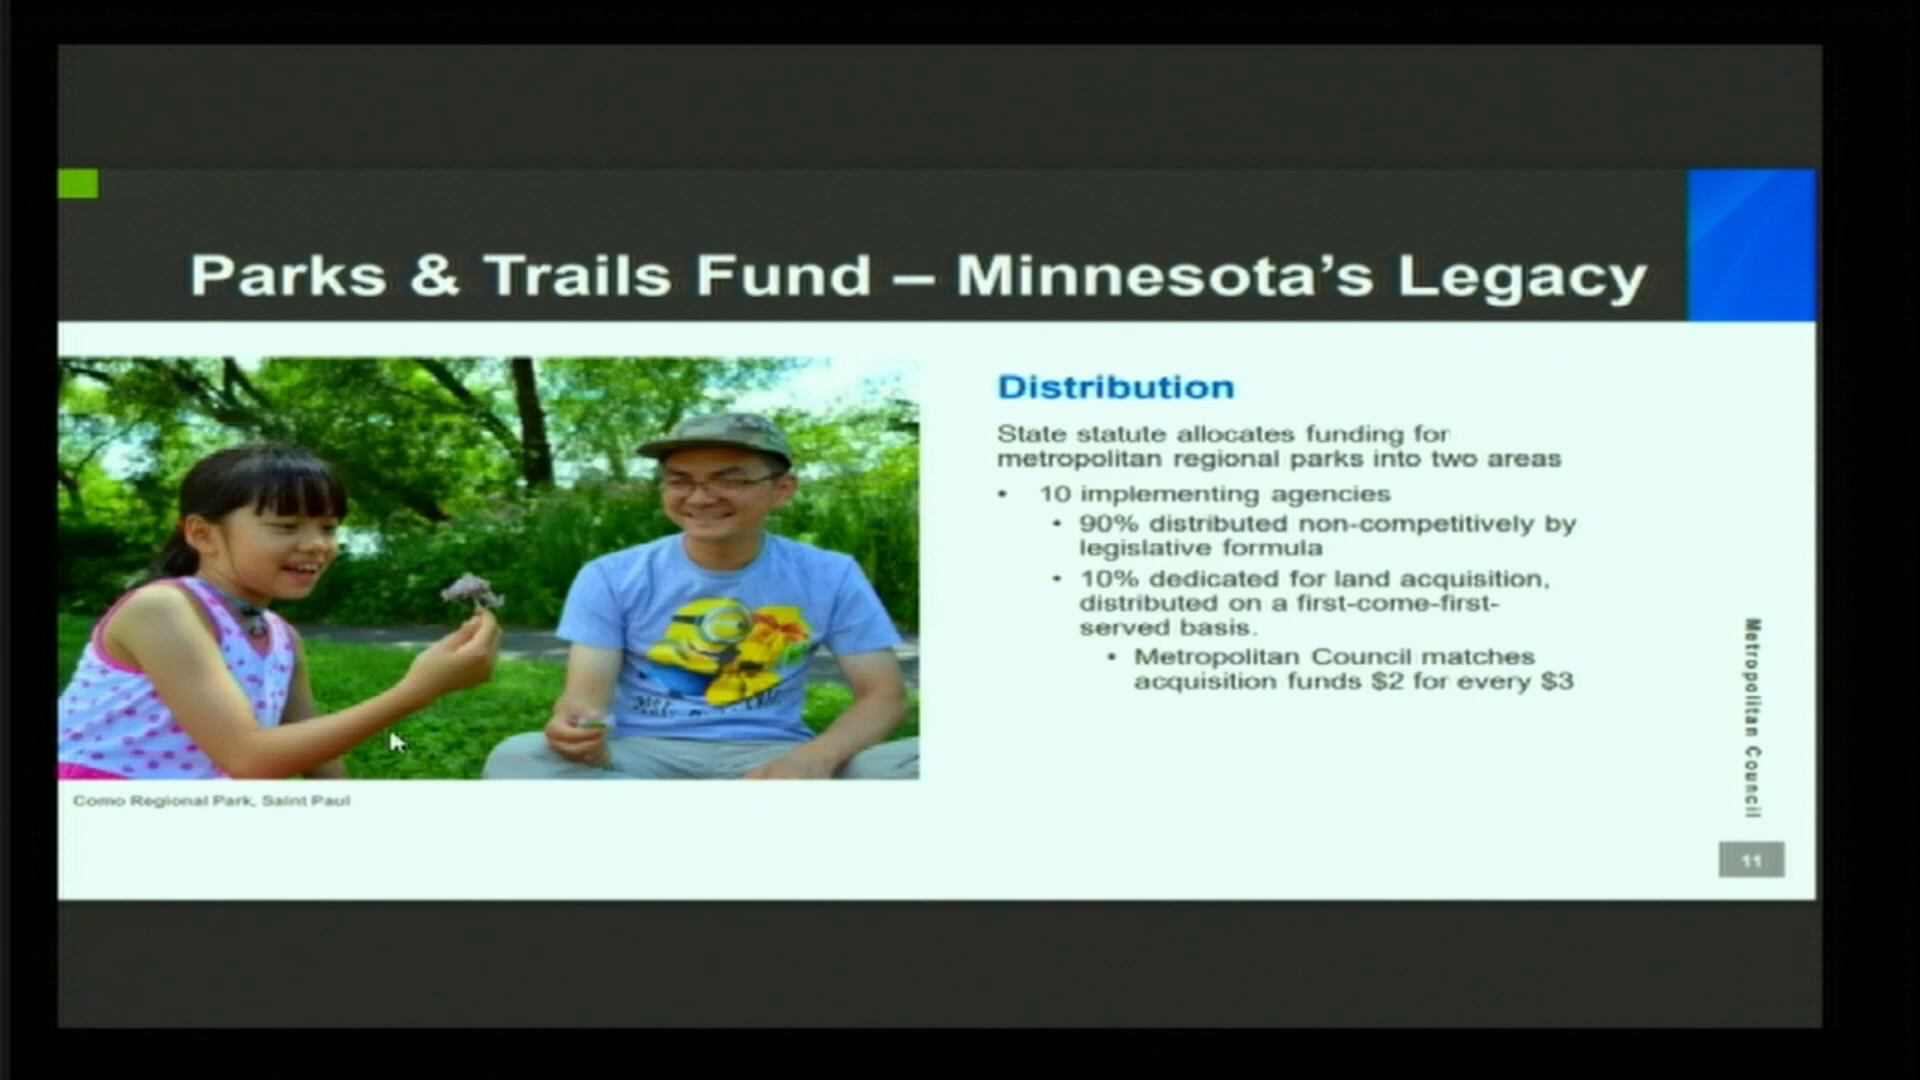 Parks & Trails Fund – Minnesota’s Legacy
Distribution
State statute allocates funding for
metropolitan regional parks into two areas
• 10 implementing agencies
• 90% distributed non-competitively by
legislative formula
• 10% dedicated for land acquisition,
distributed on a first-come-first-
served basis.
• Metropolitan Council matches
acquisition funds $2 for every $3
Como Regional Park, Saint Paul
Metropolitan Council
11